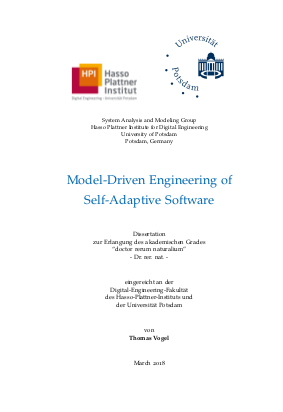 HPI
Hasso
Plattner
Institut
Digital Engineering · Universität Potsdam
Universität
Potsdam
System Analysis and Modeling Group
Hasso Plattner Institute for Digital Engineering
University of Potsdam
Potsdam, Germany
Model-Driven Engineering of
Self-Adaptive Software
Dissertation
zur Erlangung des akademischen Grades
"doctor rerum naturalium"
- Dr. rer. nat. -
eingereicht an der
Digital-Engineering-Fakultät
des Hasso-Plattner-Instituts und
der Universität Potsdam
von
Thomas Vogel
March 2018